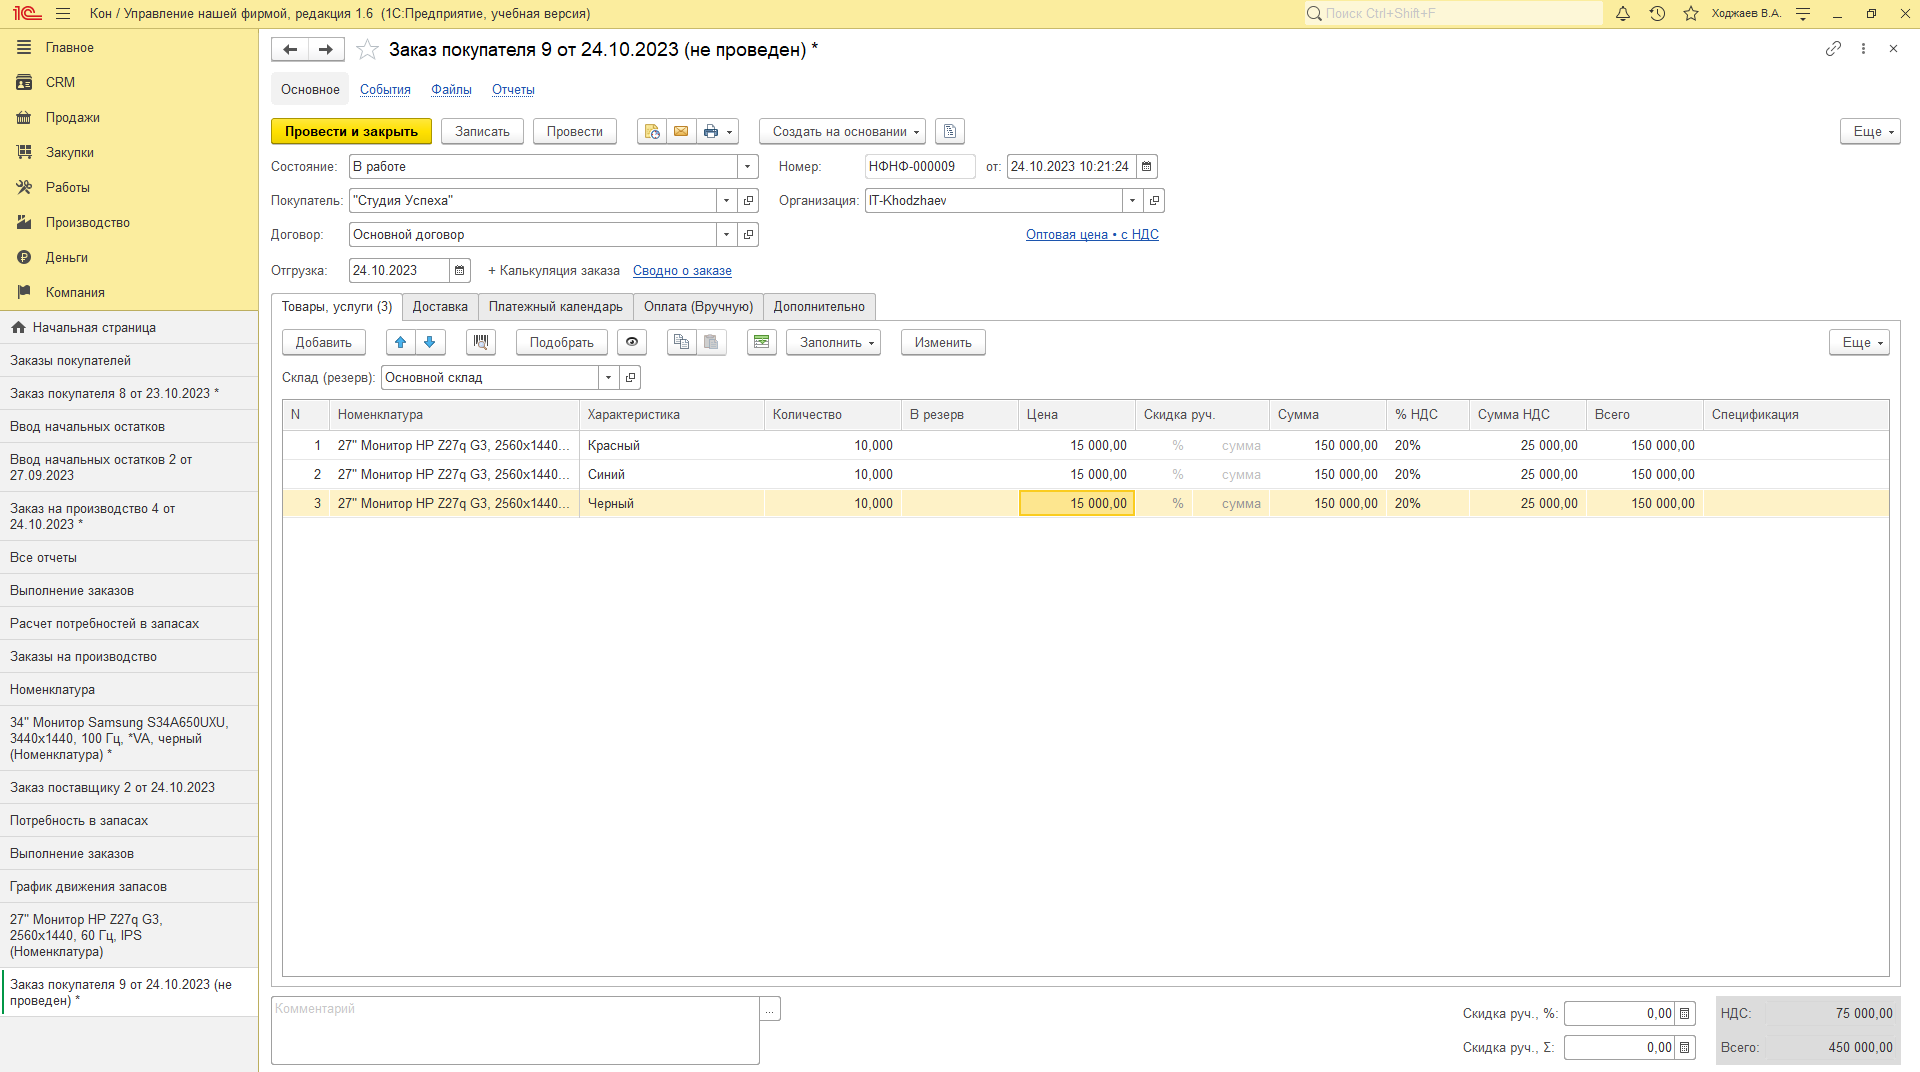 1С Кон / Управление нашей фирмой, редакция 1.6 (1С:Предприятие, учебная версия)
Поиск Ctrl+Shift+F
Ходжаев В.А.
Главное
CRM
Продажи
Закупки
Работы
Производство
Деньги
Компания
Начальная страница
Заказы покупателей
Заказ покупателя 8 от 23.10.2023 *
Ввод начальных остатков
Ввод начальных остатков 2 от
27.09.2023
Заказ на производство 4 от
24.10.2023 *
Все отчеты
Выполнение заказов
Расчет потребностей в запасах
Заказы на производство
Номенклатура
34" Монитор Samsung S34A650UXU,
3440x1440, 100 Гц, *VA, черный
(Номенклатура) *
Заказ поставщику 2 от 24.10.2023
Потребность в запасах
Выполнение заказов
График движения запасов
27" Монитор HP Z27q G3,
2560x1440, 60 Гц, IPS
(Номенклатура)
Заказ покупателя 9 от 24.10.2023 (не
проведен) *
Заказ покупателя 9 от 24.10.2023 (не проведен) *
Основное События Файлы Отчеты
Провести и закрыть Записать Провести Создать на основании Еще
Состояние: В работе Номер: НФНФ-000009 от: 24.10.2023 10:21:24
Покупатель: "Студия Успеха" Организация: IT-Khodzhaev
Договор: Основной договор Оптовая цена • с НДС
Отгрузка: 24.10.2023 + Калькуляция заказа Сводно о заказе
Товары, услуги (3) Доставка Платежный календарь Оплата (Вручную) Дополнительно
Добавить Подобрать Заполнить Изменить Еще
Склад (резерв): Основной склад
N Номенклатура Характеристика Количество В резерв Цена Скидка руч. Сумма % НДС Сумма НДС Всего Спецификация
1 27" Монитор HP Z27q G3, 2560x1440... Красный 10,000 15 000,00 % сумма 150 000,00 20% 25 000,00 150 000,00
2 27" Монитор HP Z27q G3, 2560x1440... Синий 10,000 15 000,00 % сумма 150 000,00 20% 25 000,00 150 000,00
3 27" Монитор HP Z27q G3, 2560x1440... Черный 10,000 15 000,00 % сумма 150 000,00 20% 25 000,00 150 000,00
Комментарий ...
Скидка руч., %: 0,00 НДС: 75 000,00
Скидка руч., Σ: 0,00 Всего: 450 000,00